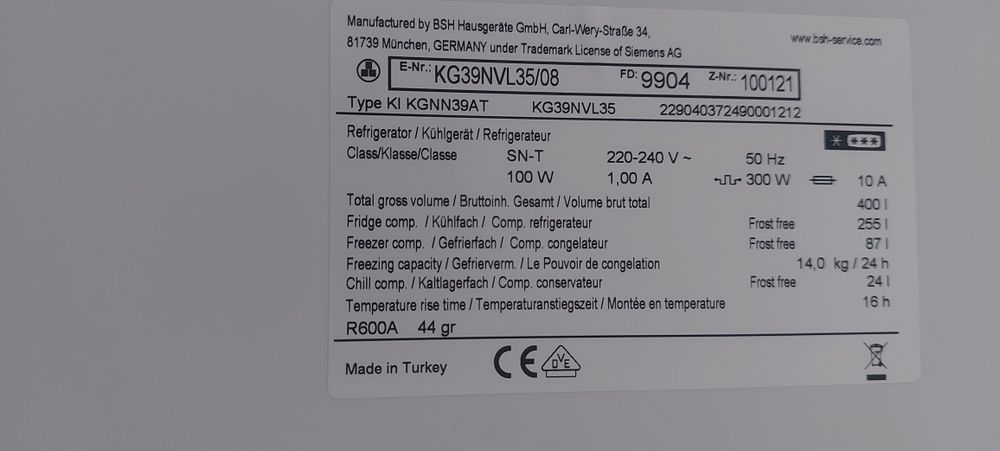 Manufactured by BSH Hausgeräte GmbH, Carl-Wery-Straße 34,
81739 München, GERMANY under Trademark License of Siemens AG
www.bsh-service.com
E-Nr.: KG39NVL35/08 FD: 9904 Z-Nr.: 100121
Type KI KGNN39AT KG39NVL35 229040372490001212
Refrigerator / Kühlgerät / Refrigerateur
Class/Klasse/Classe SN-T 220-240 V ~ 50 Hz
100 W 1,00 A 300 W 10 A
Total gross volume / Bruttoinh. Gesamt / Volume brut total 400 l
Fridge comp. / Kühlfach / Comp. refrigerateur Frost free 255 l
Freezer comp. / Gefrierfach / Comp. congelateur Frost free 87 l
Freezing capacity / Gefrierverm. / Le Pouvoir de congelation 14,0 kg / 24 h
Chill comp. / Kaltlagerfach / Comp. conservateur Frost free 24 l
Temperature rise time / Temperaturanstiegszeit / Montée en temperature 16 h
R600A 44 gr
Made in Turkey CE DVE